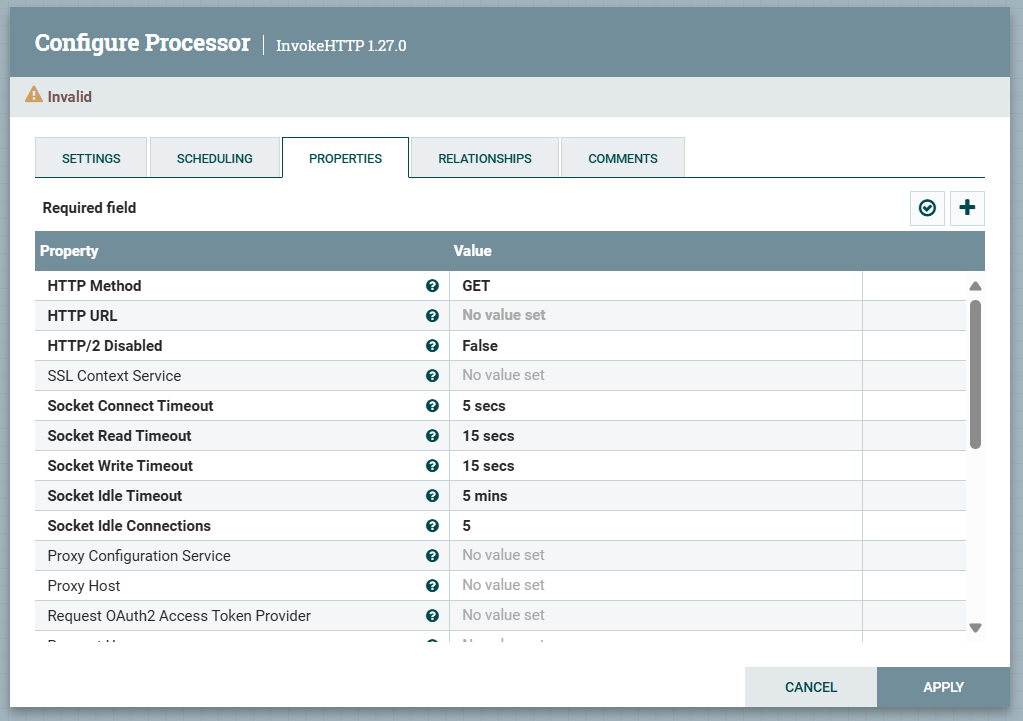 Configure Processor | InvokeHTTP 1.27.0
Invalid
SETTINGS SCHEDULING PROPERTIES RELATIONSHIPS COMMENTS
Required field
Property Value
HTTP Method GET
HTTP URL No value set
HTTP/2 Disabled False
SSL Context Service No value set
Socket Connect Timeout 5 secs
Socket Read Timeout 15 secs
Socket Write Timeout 15 secs
Socket Idle Timeout 5 mins
Socket Idle Connections 5
Proxy Configuration Service No value set
Proxy Host No value set
Request OAuth2 Access Token Provider No value set
CANCEL APPLY